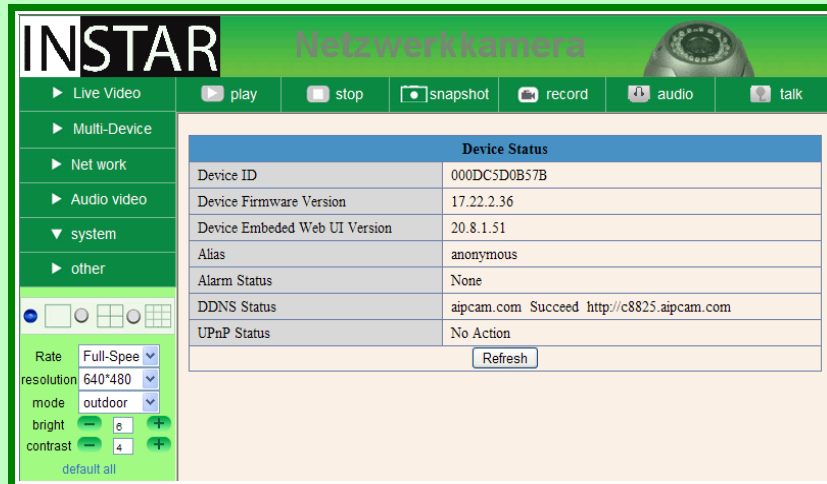 INSTAR Netzwerkkamera
Live Video
Multi-Device
Net work
Audio video
system
other
play stop snapshot record audio talk
Device Status
Device ID 000DC5D0B57B
Device Firmware Version 17.22.2.36
Device Embeded Web UI Version 20.8.1.51
Alias anonymous
Alarm Status None
DDNS Status aipcam.com Succeed http://c8825.aipcam.com
UPnP Status No Action
Refresh
Rate Full-Spee
resolution 640*480
mode outdoor
bright 6
contrast 4
default all